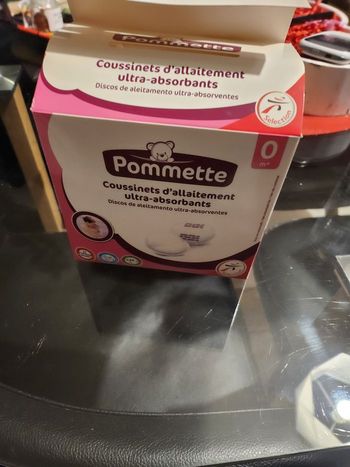 Pommette
Coussinets d'allaitement
ultra-absorbants
Discos de aleitamento ultra-absorventes
Sélection
Pommette
0
m+
Coussinets d'allaitement
ultra-absorbants
Discos de aleitamento ultra-absorventes